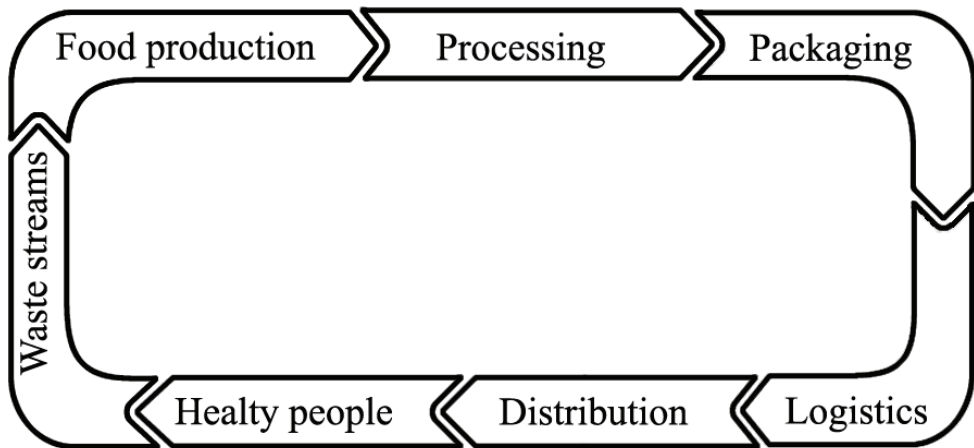 Food production
Processing
Packaging
Logistics
Distribution
Healty people
Waste streams